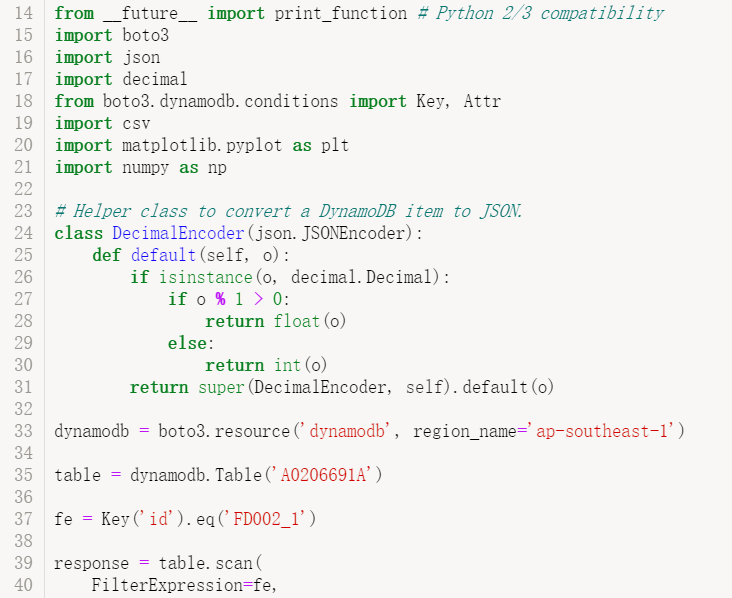 14 from __future__ import print_function # Python 2/3 compatibility
15 import boto3
16 import json
17 import decimal
18 from boto3.dynamodb.conditions import Key, Attr
19 import csv
20 import matplotlib.pyplot as plt
21 import numpy as np
22
23 # Helper class to convert a DynamoDB item to JSON.
24 class DecimalEncoder(json.JSONEncoder):
25     def default(self, o):
26         if isinstance(o, decimal.Decimal):
27             if o % 1 > 0:
28                 return float(o)
29             else:
30                 return int(o)
31         return super(DecimalEncoder, self).default(o)
32
33 dynamodb = boto3.resource('dynamodb', region_name='ap-southeast-1')
34
35 table = dynamodb.Table('A0206691A')
36
37 fe = Key('id').eq('FD002_1')
38
39 response = table.scan(
40     FilterExpression=fe,